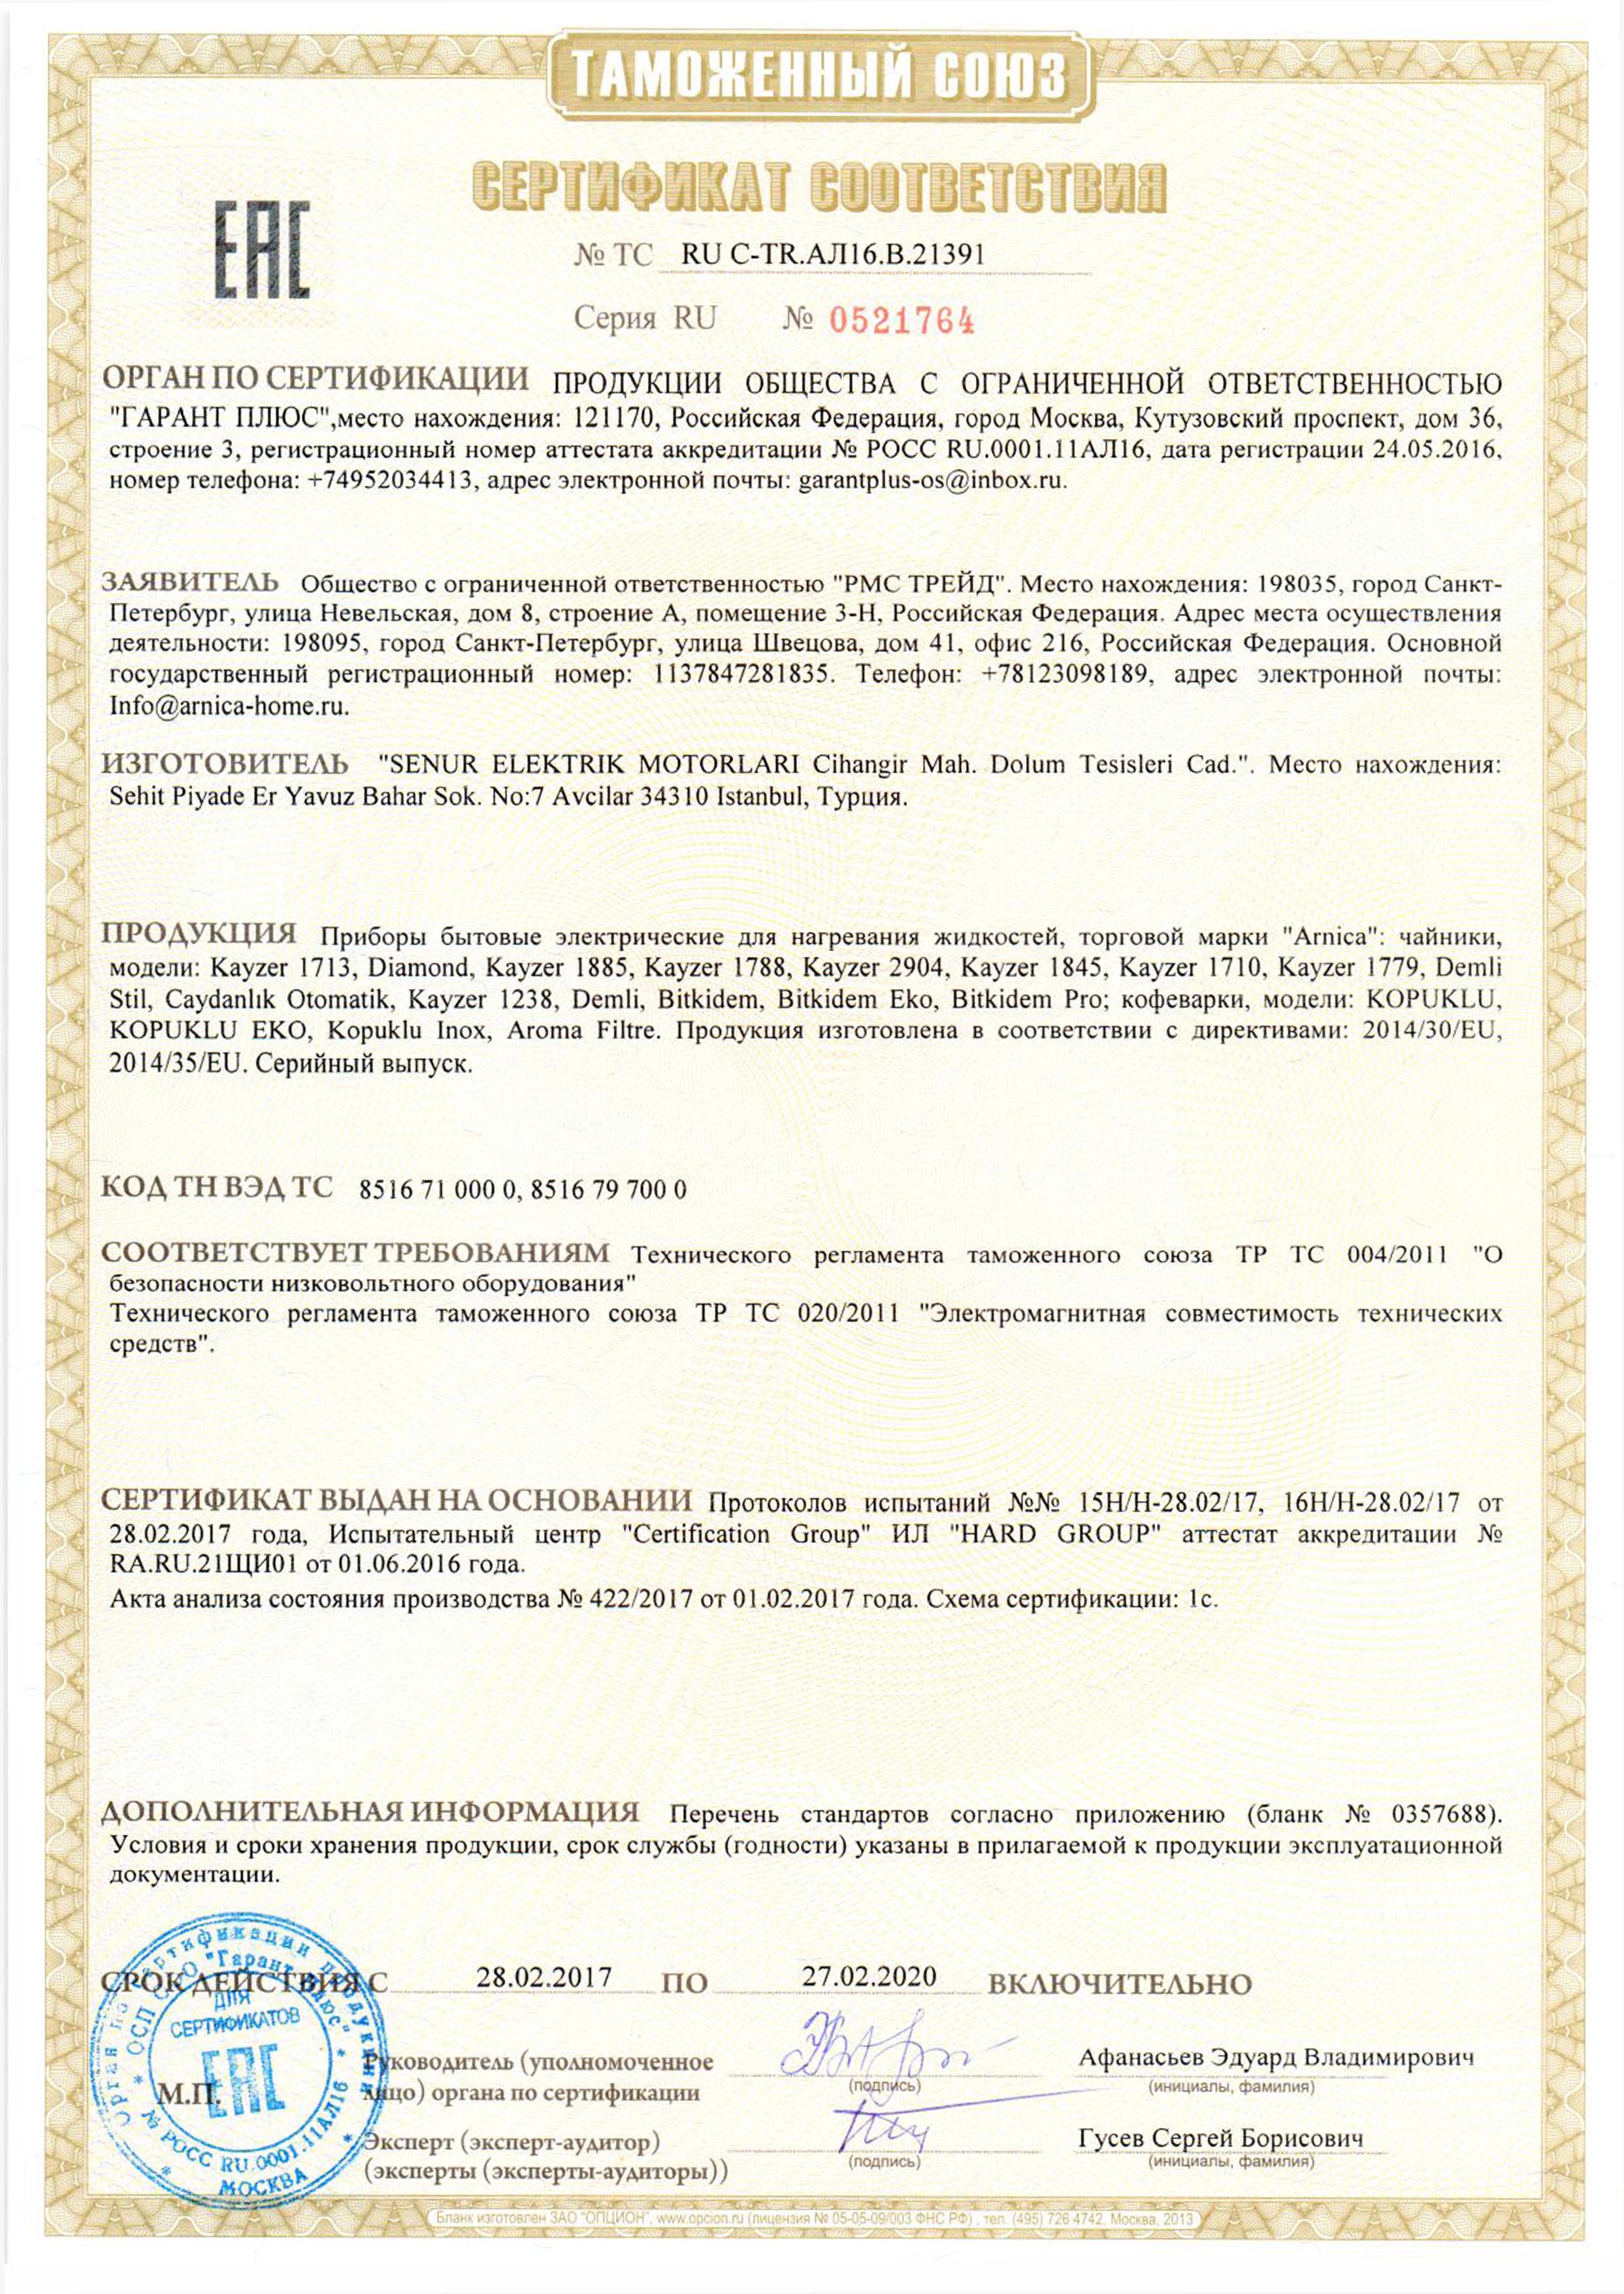 ТАМОЖЕННЫЙ СОЮЗ
СЕРТИФИКАТ СООТВЕТСТВИЯ
ЕАС
№ ТС RU C-TR.АЛ16.В.21391
Серия RU № 0521764
ОРГАН ПО СЕРТИФИКАЦИИ ПРОДУКЦИИ ОБЩЕСТВА С ОГРАНИЧЕННОЙ ОТВЕТСТВЕННОСТЬЮ
"ГАРАНТ ПЛЮС",место нахождения: 121170, Российская Федерация, город Москва, Кутузовский проспект, дом 36,
строение 3, регистрационный номер аттестата аккредитации № РОСС RU.0001.11АЛ16, дата регистрации 24.05.2016,
номер телефона: +74952034413, адрес электронной почты: garantplus-os@inbox.ru.
ЗАЯВИТЕЛЬ Общество с ограниченной ответственностью "РМС ТРЕЙД". Место нахождения: 198035, город Санкт-
Петербург, улица Невельская, дом 8, строение А, помещение 3-Н, Российская Федерация. Адрес места осуществления
деятельности: 198095, город Санкт-Петербург, улица Швецова, дом 41, офис 216, Российская Федерация. Основной
государственный регистрационный номер: 1137847281835. Телефон: +78123098189, адрес электронной почты:
Info@arnica-home.ru.
ИЗГОТОВИТЕЛЬ "SENUR ELEKTRIK MOTORLARI Cihangir Mah. Dolum Tesisleri Cad.". Место нахождения:
Sehit Piyade Er Yavuz Bahar Sok. No:7 Avcilar 34310 Istanbul, Турция.
ПРОДУКЦИЯ Приборы бытовые электрические для нагревания жидкостей, торговой марки "Arnica": чайники,
модели: Kayzer 1713, Diamond, Kayzer 1885, Kayzer 1788, Kayzer 2904, Kayzer 1845, Kayzer 1710, Kayzer 1779, Demli
Stil, Caydanlık Otomatik, Kayzer 1238, Demli, Bitkidem, Bitkidem Eko, Bitkidem Pro; кофеварки, модели: KOPUKLU,
KOPUKLU EKO, Kopuklu Inox, Aroma Filtre. Продукция изготовлена в соответствии с директивами: 2014/30/EU,
2014/35/EU. Серийный выпуск.
КОД ТН ВЭД ТС 8516 71 000 0, 8516 79 700 0
СООТВЕТСТВУЕТ ТРЕБОВАНИЯМ Технического регламента таможенного союза ТР ТС 004/2011 "О
безопасности низковольтного оборудования"
Технического регламента таможенного союза ТР ТС 020/2011 "Электромагнитная совместимость технических
средств".
СЕРТИФИКАТ ВЫДАН НА ОСНОВАНИИ Протоколов испытаний №№ 15Н/Н-28.02/17, 16Н/Н-28.02/17 от
28.02.2017 года, Испытательный центр "Certification Group" ИЛ "HARD GROUP" аттестат аккредитации №
RA.RU.21ЩИ01 от 01.06.2016 года.
Акта анализа состояния производства № 422/2017 от 01.02.2017 года. Схема сертификации: 1с.
ДОПОЛНИТЕЛЬНАЯ ИНФОРМАЦИЯ Перечень стандартов согласно приложению (бланк № 0357688).
Условия и сроки хранения продукции, срок службы (годности) указаны в прилагаемой к продукции эксплуатационной
документации.
СРОК ДЕЙСТВИЯ С 28.02.2017 ПО 27.02.2020 ВКЛЮЧИТЕЛЬНО
Орган по сертификации продукции
* ОСП ООО "Гарант Плюс" *
* № РОСС RU.0001.11АЛ16 *
МОСКВА
ДЛЯ
СЕРТИФИКАТОВ
ЕАС
М.П.
Руководитель (уполномоченное
лицо) органа по сертификации
(подпись)
Афанасьев Эдуард Владимирович
(инициалы, фамилия)
Эксперт (эксперт-аудитор)
(эксперты (эксперты-аудиторы))
(подпись)
Гусев Сергей Борисович
(инициалы, фамилия)
Бланк изготовлен ЗАО "ОПЦИОН", www.opcion.ru (лицензия № 05-05-09/003 ФНС РФ) , тел. (495) 726 4742, Москва, 2013